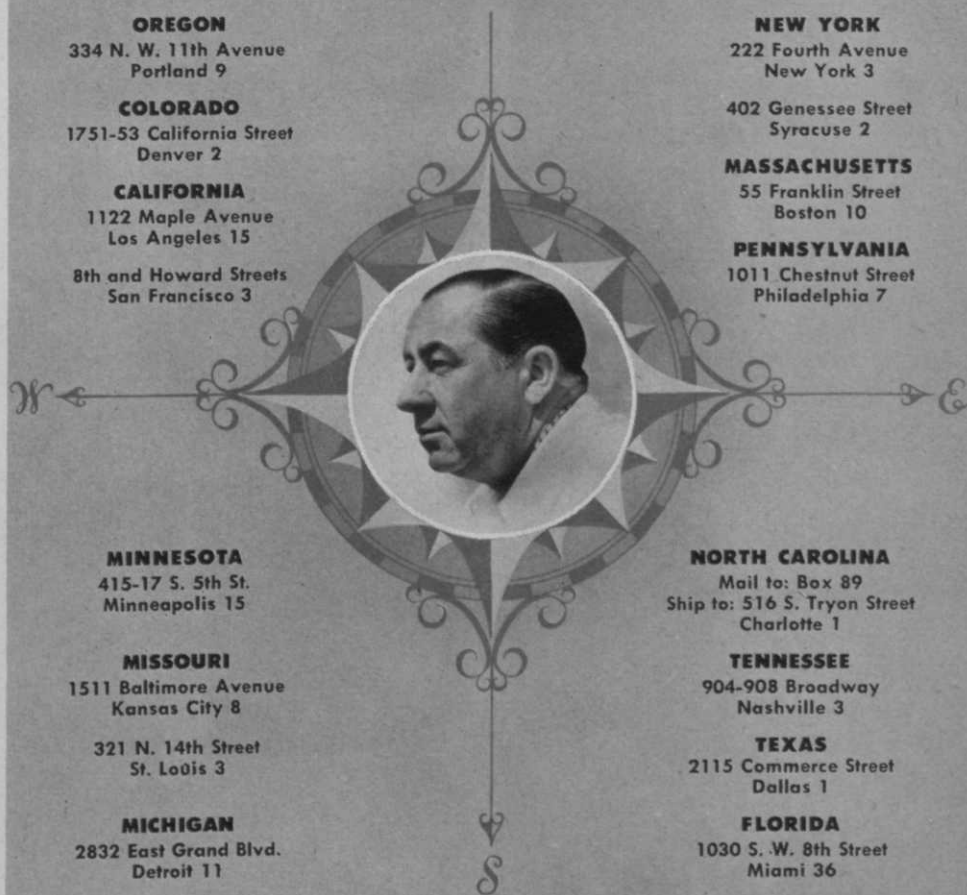 OREGON
334 N. W. 11th Avenue
Portland 9
COLORADO
1751-53 California Street
Denver 2
CALIFORNIA
1122 Maple Avenue
Los Angeles 15
8th and Howard Streets
San Francisco 3
NEW YORK
222 Fourth Avenue
New York 3
402 Genessee Street
Syracuse 2
MASSACHUSETTS
55 Franklin Street
Boston 10
PENNSYLVANIA
1011 Chestnut Street
Philadelphia 7
W
E
MINNESOTA
415-17 S. 5th St.
Minneapolis 15
MISSOURI
1511 Baltimore Avenue
Kansas City 8
321 N. 14th Street
St. Louis 3
MICHIGAN
2832 East Grand Blvd.
Detroit 11
NORTH CAROLINA
Mail to: Box 89
Ship to: 516 S. Tryon Street
Charlotte 1
TENNESSEE
904-908 Broadway
Nashville 3
TEXAS
2115 Commerce Street
Dallas 1
FLORIDA
1030 S. W. 8th Street
Miami 36
S